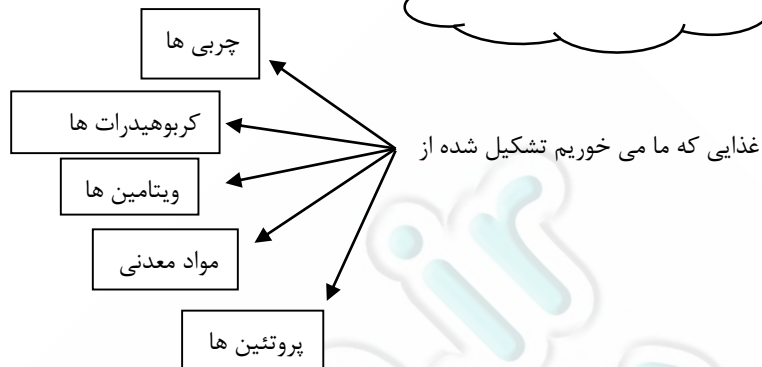 چربی ها
کربوهیدرات ها
غذایی که ما می خوریم تشکیل شده از
ویتامین ها
مواد معدنی
پروتئین ها